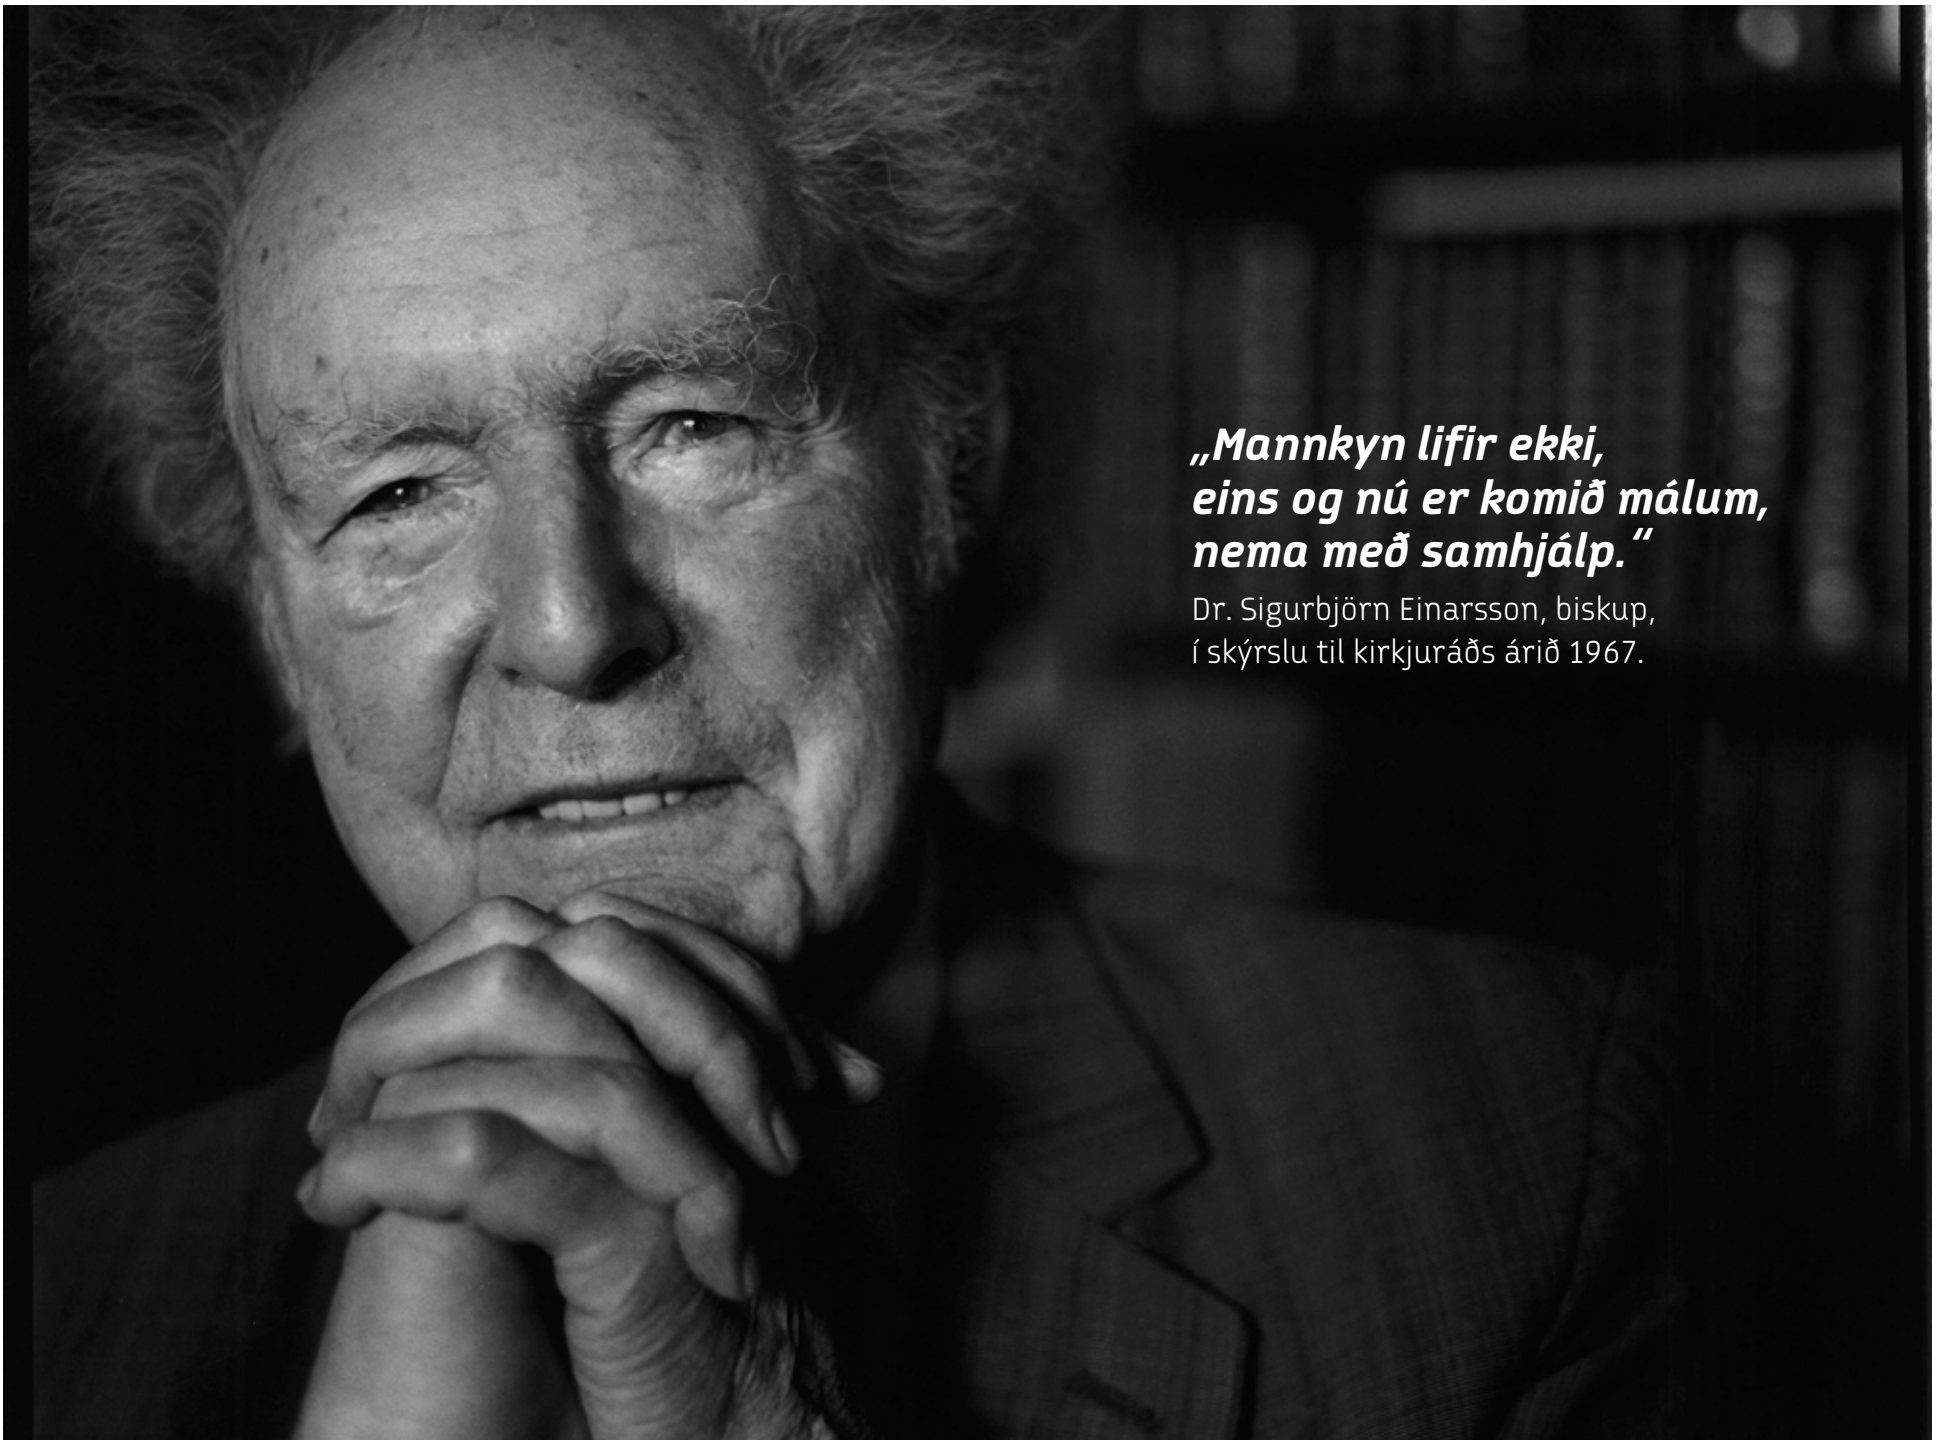 „Mannkyn lifir ekki,
eins og nú er komið málum,
nema með samhjálp.“
Dr. Sigurbjörn Einarsson, biskup,
í skýrslu til kirkjuráðs árið 1967.